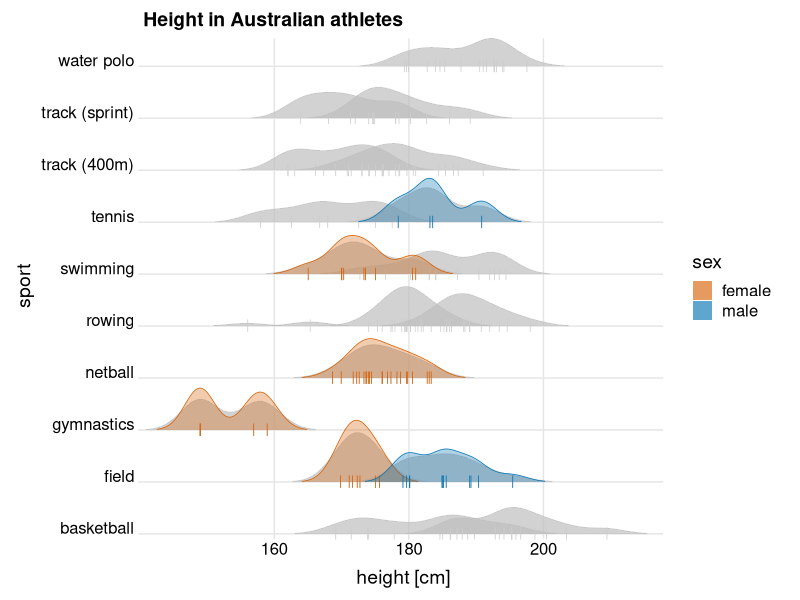 Height in Australian athletes
water polo
track (sprint)
track (400m)
tennis
swimming
rowing
netball
gymnastics
field
basketball
sport
160 180 200
height [cm]
sex
female
male